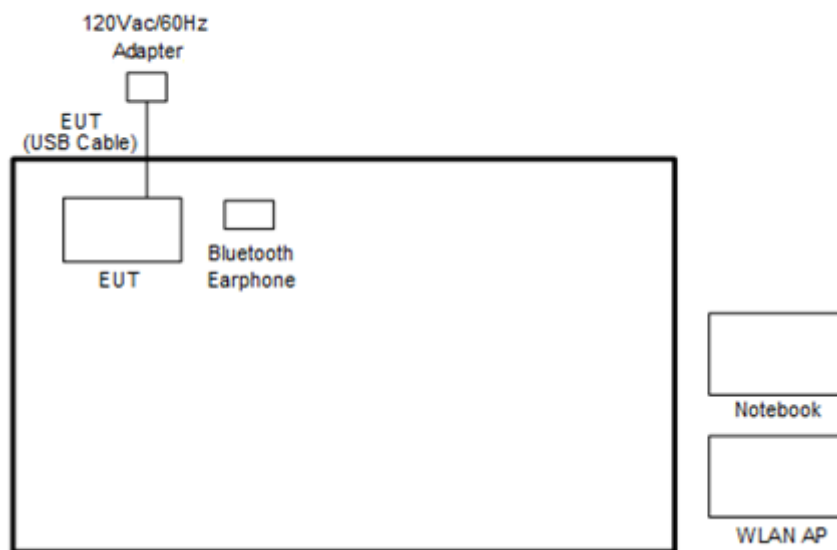 120Vac/60Hz
Adapter
EUT
(USB Cable)
EUT
Bluetooth
Earphone
Notebook
WLAN AP